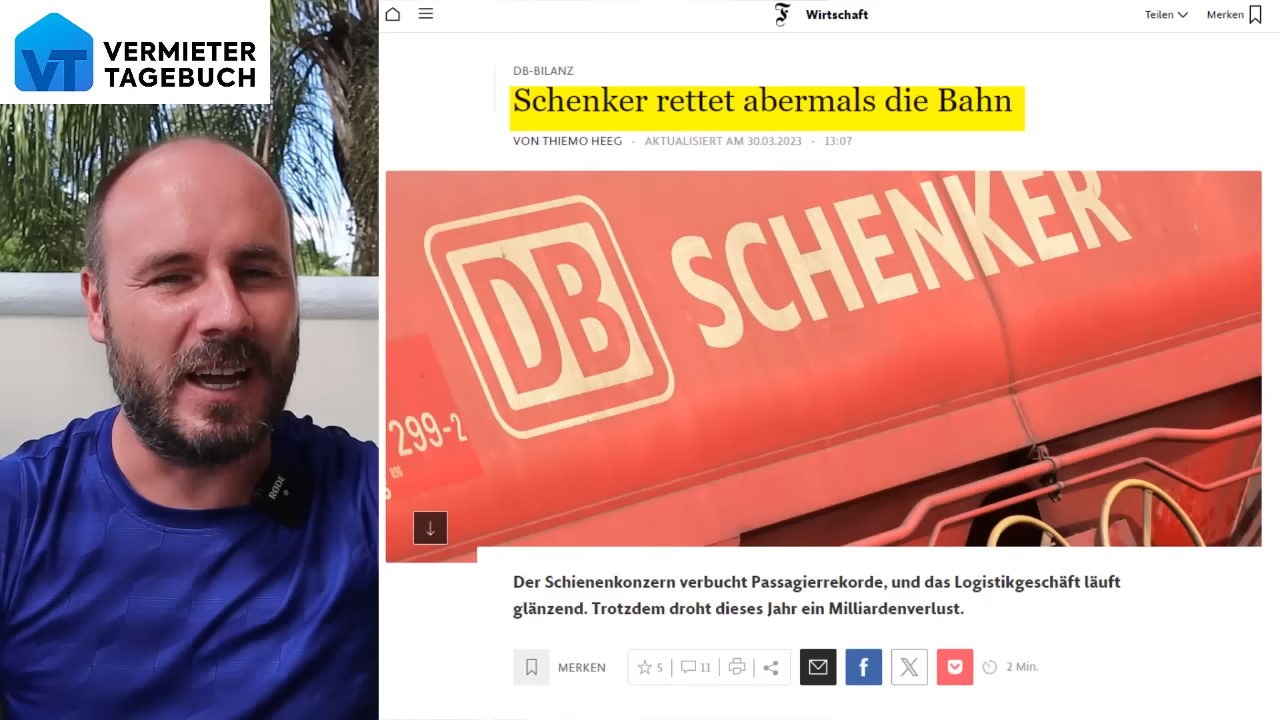 VT VERMIETER
TAGEBUCH
F Wirtschaft
Teilen
Merken
DB-BILANZ
Schenker rettet abermals die Bahn
VON THIEMO HEEG - AKTUALISIERT AM 30.03.2023 - 13:07
DB SCHENKER
299-2
RØDE
Der Schienenkonzern verbucht Passagierrekorde, und das Logistikgeschäft läuft
glänzend. Trotzdem droht dieses Jahr ein Milliardenverlust.
MERKEN
5
11
2 Min.